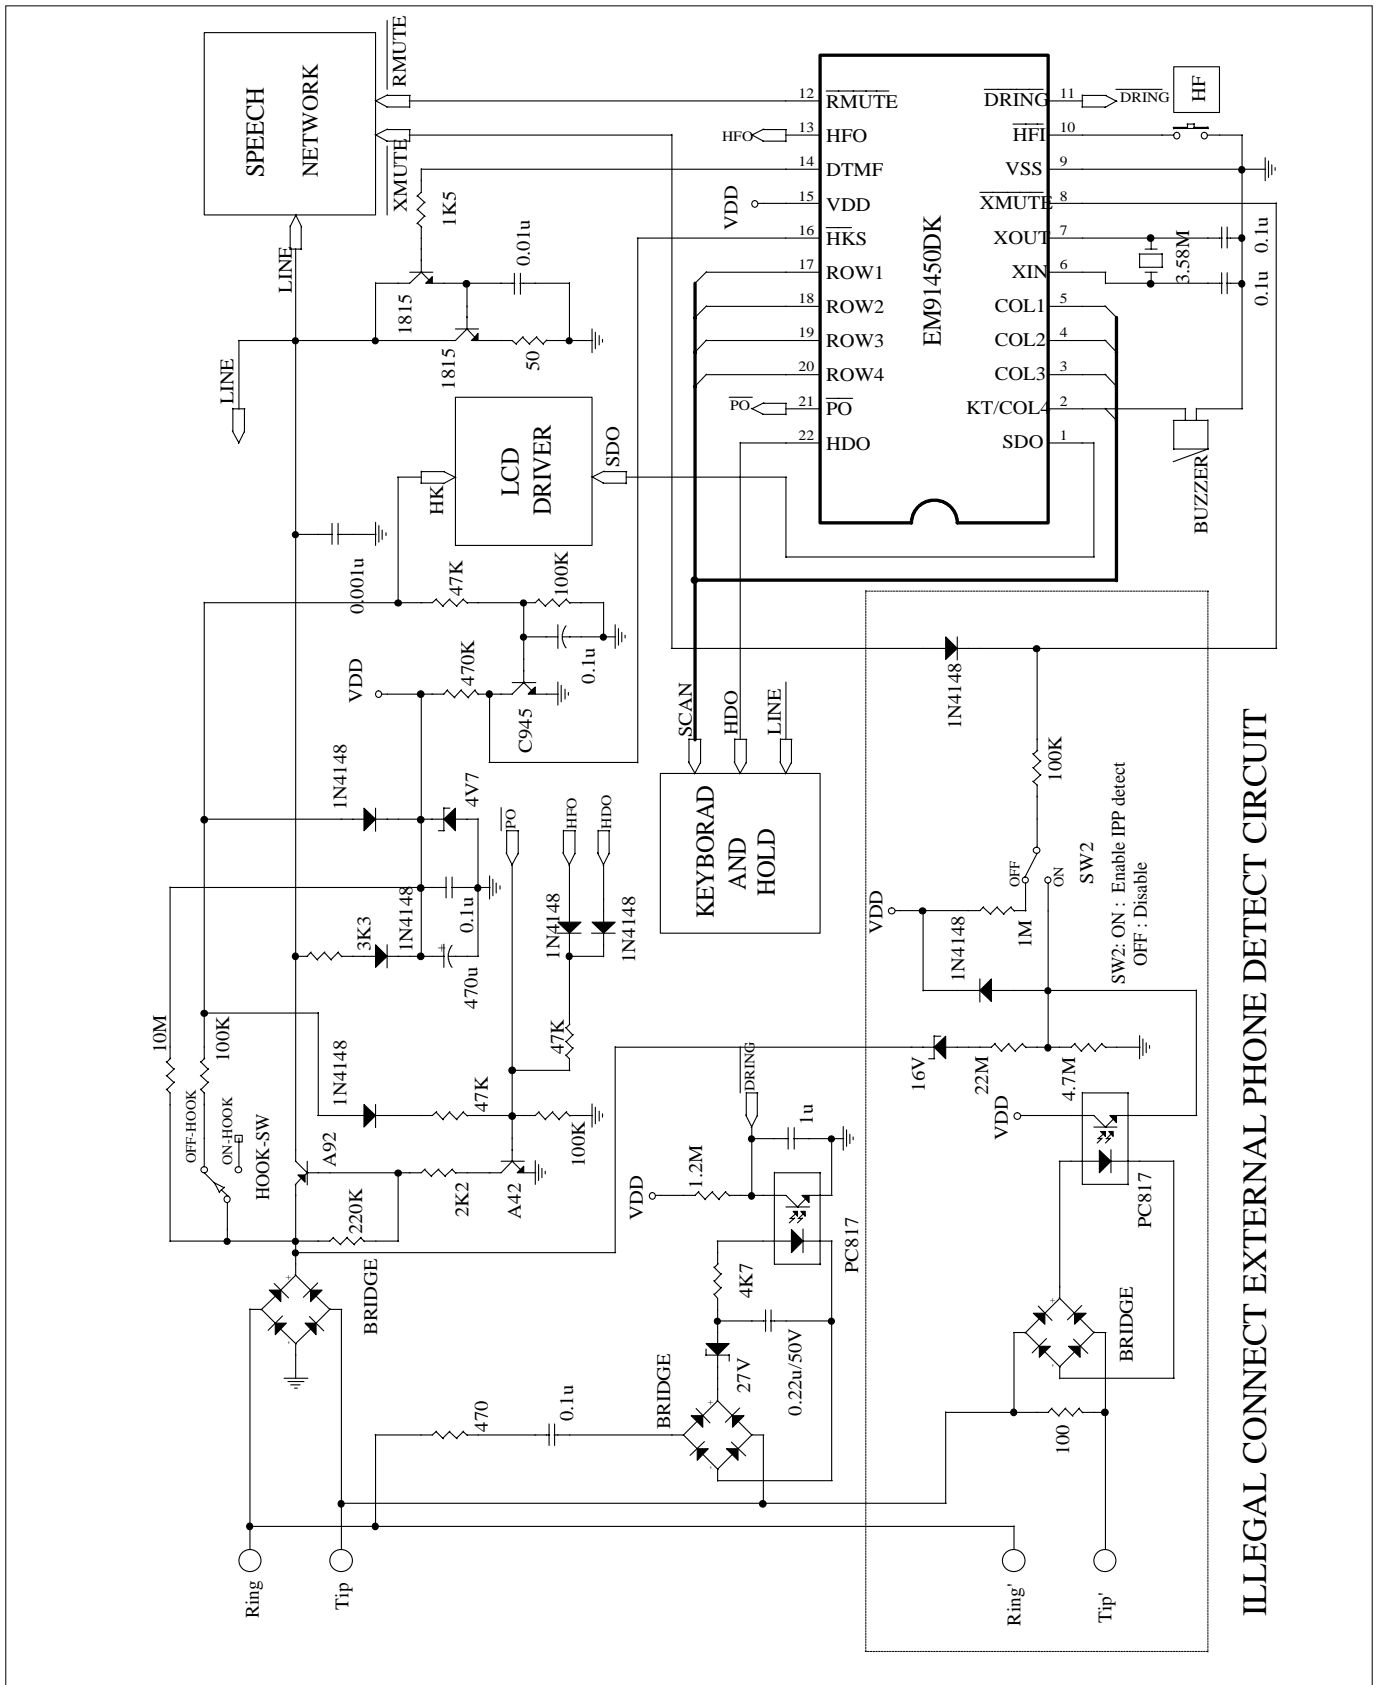 SPEECH
NETWORK
RMUTE
XMUTE
LINE
LINE
1K5
1815
1815
0.01u
50
12
RMUTE
13
HFO
14
DTMF
15
VDD
16
HKS
17
ROW1
18
ROW2
19
ROW3
20
ROW4
21
PO
22
HDO
EM91450DK
DRING
11
HFI
10
VSS
9
XMUTE
8
XOUT
7
XIN
6
COL1
5
COL2
4
COL3
3
KT/COL4
2
SDO
1
HFO
VDD
PO
DRING
HF
3.58M
0.1u
0.1u
BUZZER
LCD
DRIVER
HK
SDO
0.001u
47K
100K
0.1u
VDD
470K
C945
1N4148
4V7
1N4148
3K3
0.1u
470u
PO
HFO
HDO
1N4148
1N4148
47K
SCAN
HDO
LINE
KEYBORAD
AND
HOLD
10M
100K
OFF-HOOK
ON-HOOK
HOOK-SW
1N4148
47K
A92
220K
2K2
A42
100K
BRIDGE
DRING
1u
1.2M
VDD
PC817
4K7
27V
0.22u/50V
BRIDGE
470
0.1u
Ring
Tip
1N4148
100K
OFF
ON
SW2
SW2: ON : Enable IPP detect
OFF : Disable
VDD
1N4148
1M
16V
22M
4.7M
VDD
PC817
BRIDGE
100
Ring'
Tip'
ILLEGAL CONNECT EXTERNAL PHONE DETECT CIRCUIT